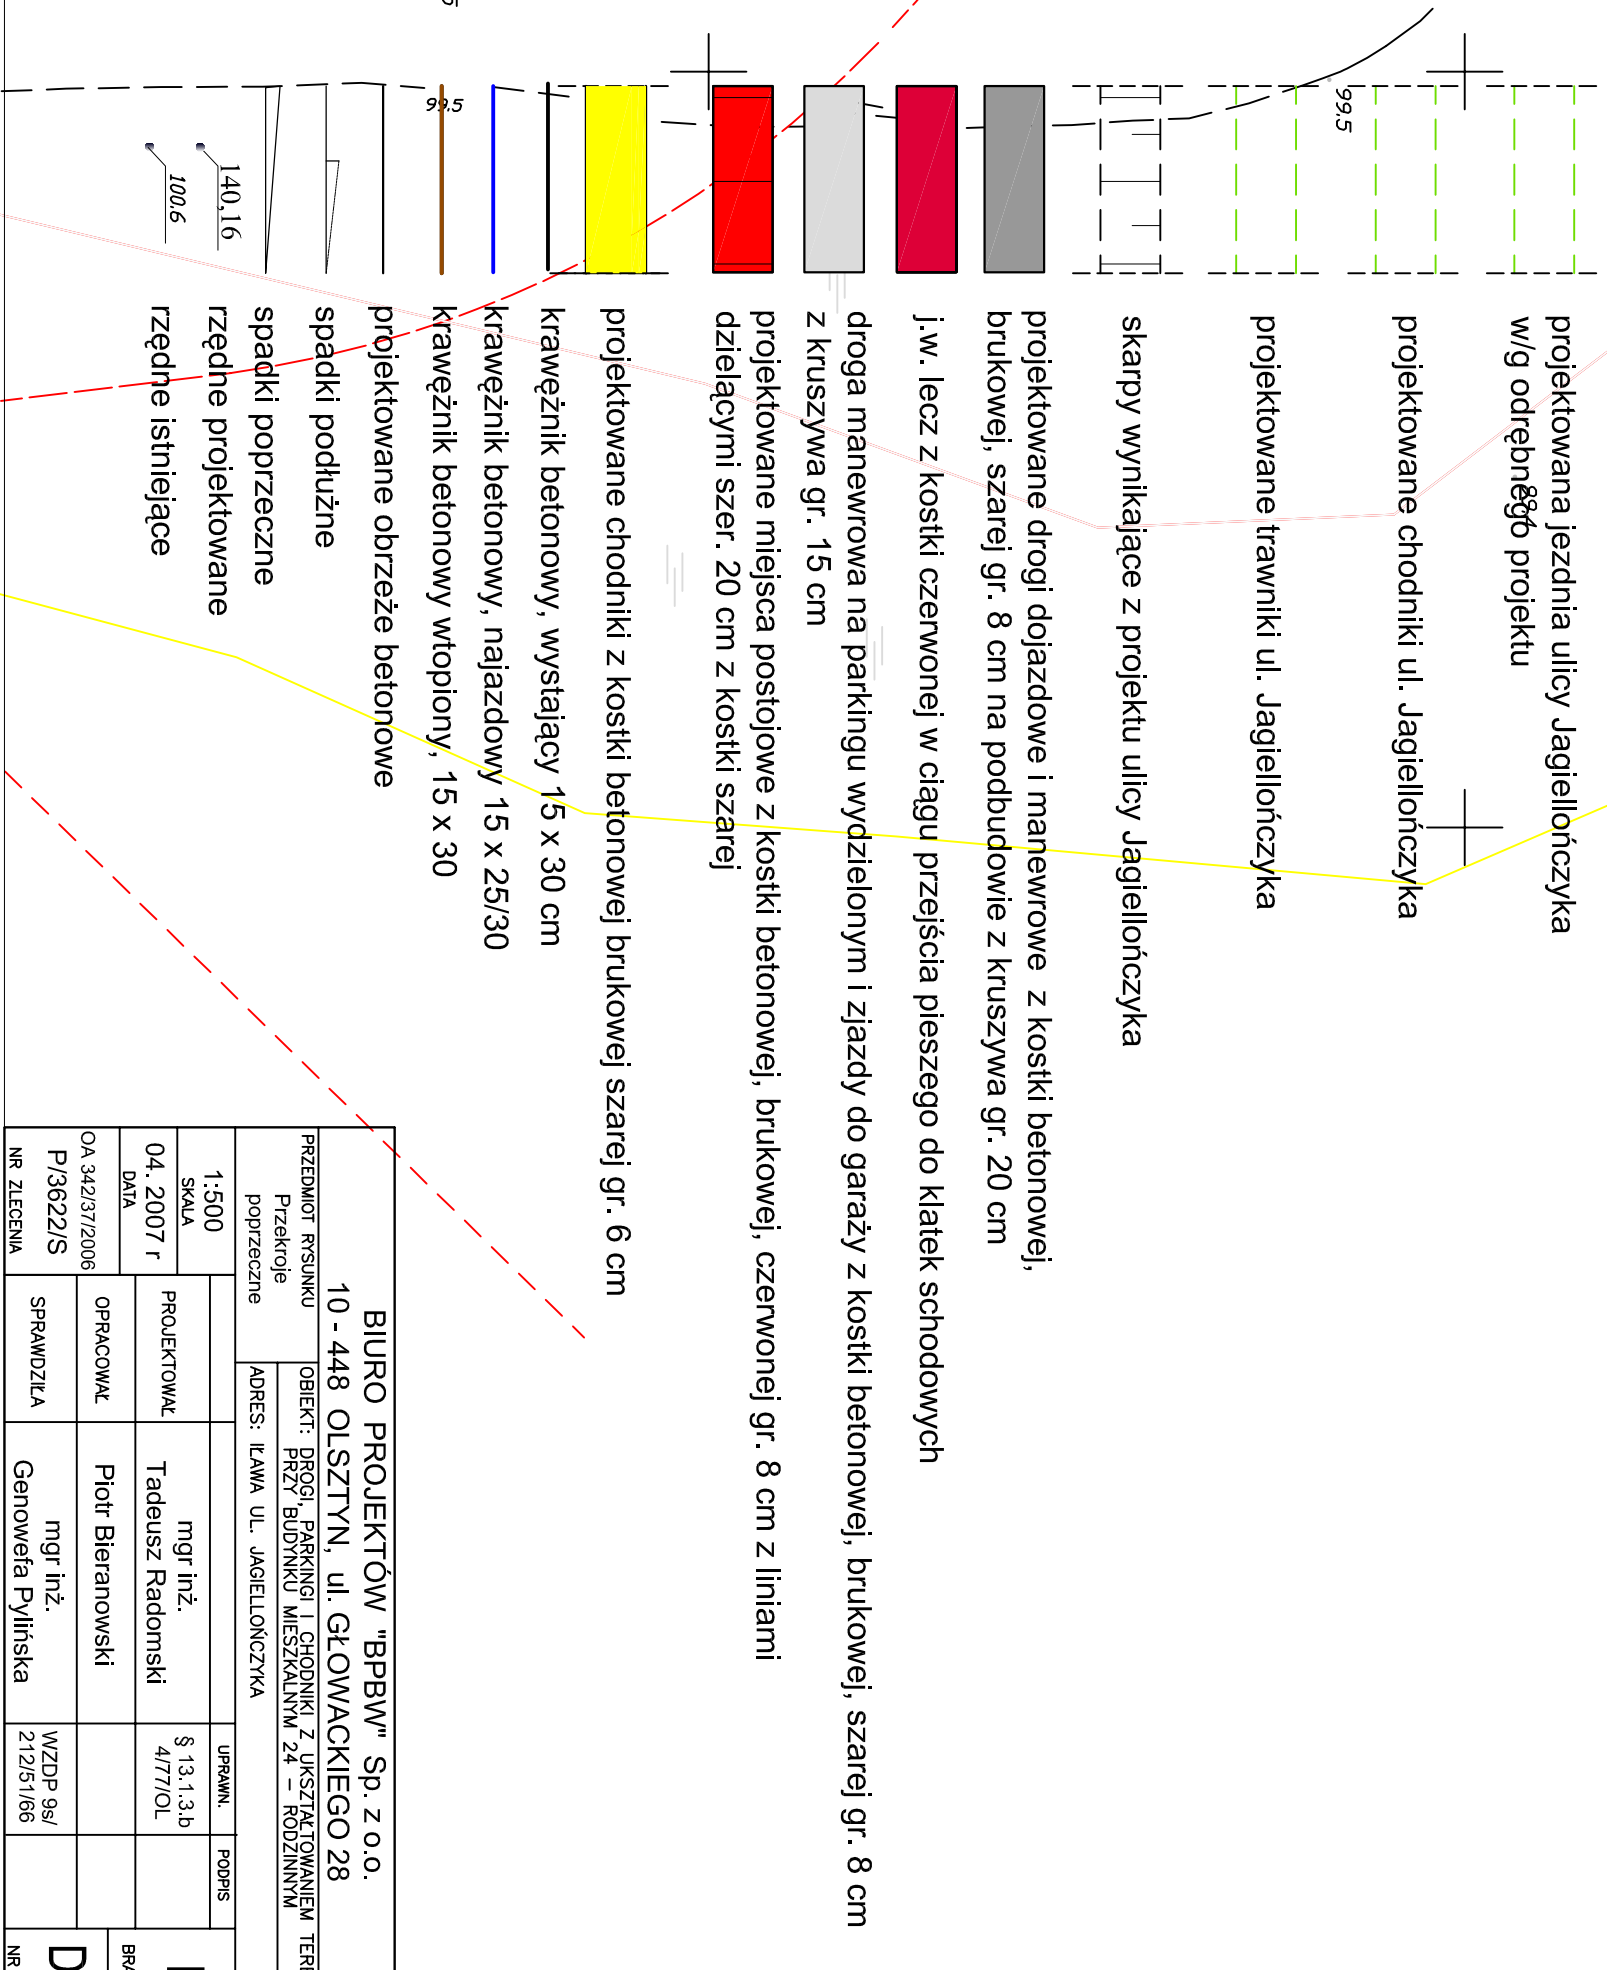 projektowana jezdnia ulicy Jagiellończyka
w/g odrębnego projektu
projektowane chodniki ul. Jagiellończyka
projektowane trawniki ul. Jagiellończyka
skarpy wynikające z projektu ulicy Jagiellończyka
projektowane drogi dojazdowe i manewrowe z kostki betonowej,
brukowej, szarej gr. 8 cm na podbudowie z kruszywa gr. 20 cm
j.w. lecz z kostki czerwonej w ciągu przejścia pieszego do klatek schodowych
droga manewrowa na parkingu wydzielonym i zjazdy do garaży z kostki betonowej, brukowej, szarej gr. 8 cm
z kruszywa gr. 15 cm
projektowane miejsca postojowe z kostki betonowej, brukowej, czerwonej gr. 8 cm z liniami
dzielącymi szer. 20 cm z kostki szarej
projektowane chodniki z kostki betonowej brukowej szarej gr. 6 cm
krawężnik betonowy, wystający 15 x 30 cm
krawężnik betonowy, najazdowy 15 x 25/30
krawężnik betonowy wtopiony, 15 x 30
projektowane obrzeże betonowe
spadki podłużne
spadki poprzeczne
140,16
rzędne projektowane
100.6
rzędne istniejące
99.5
99.5
89.4
BIURO PROJEKTÓW "BPBW" Sp. z o.o.
10 - 448 OLSZTYN, ul. GŁOWACKIEGO 28
PRZEDMIOT RYSUNKU
Przekroje
poprzeczne
OBIEKT: DROGI, PARKINGI I CHODNIKI Z UKSZTAŁTOWANIEM
PRZY BUDYNKU MIESZKALNYM 24 - RODZINNYM
ADRES: IŁAWA UL. JAGIELLOŃCZYKA
1:500
SKALA
04. 2007 r
DATA
OA 342/37/2006
P/3622/S
NR ZLECENIA
UPRAWN.
PODPIS
PROJEKTOWAŁ
mgr inż.
Tadeusz Radomski
§ 13.1.3.b
4/77/OL
OPRACOWAŁ
Piotr Bieranowski
SPRAWDZIŁA
mgr inż.
Genowefa Pylińska
WZDP 9s/
212/51/66
NR